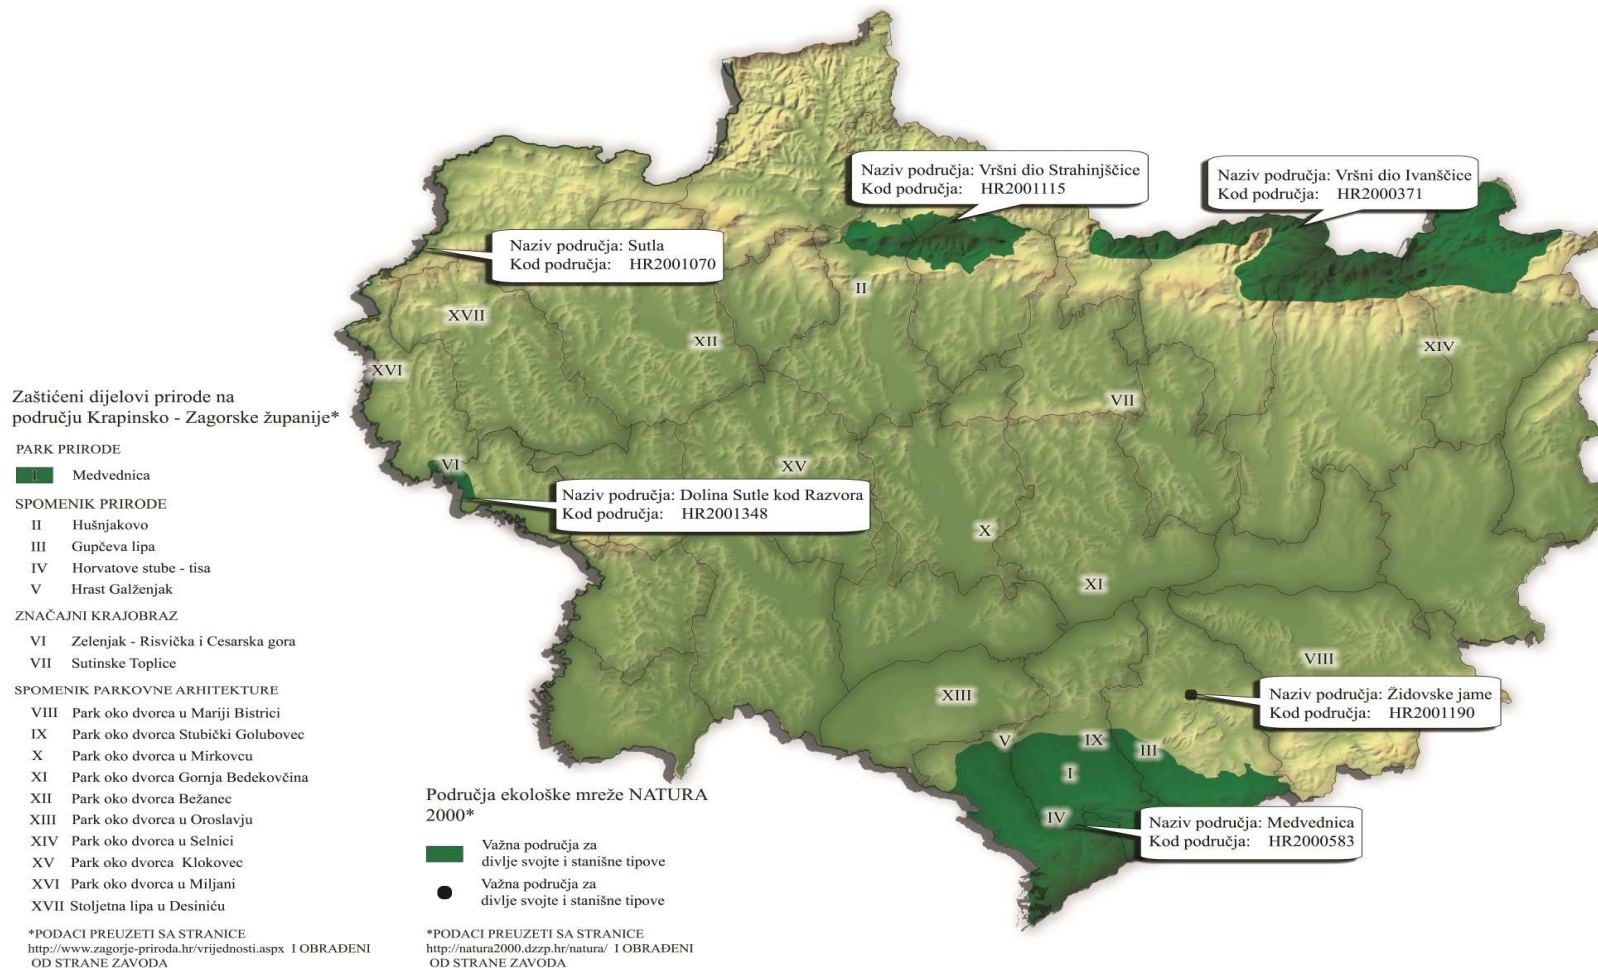 Naziv područja: Vršni dio Strahinjščice
Kod područja: HR2001115
Naziv područja: Vršni dio Ivanščice
Kod područja: HR2000371
Naziv područja: Sutla
Kod područja: HR2001070
II
XVII
XII
XIV
XVI
VII
VI
XV
Naziv područja: Dolina Sutle kod Razvora
Kod područja: HR2001348
X
XI
VIII
XIII
Naziv područja: Židovske jame
Kod područja: HR2001190
V
IX
III
I
IV
Naziv područja: Medvednica
Kod područja: HR2000583
Zaštićeni dijelovi prirode na
području Krapinsko - Zagorske županije*
PARK PRIRODE
I Medvednica
SPOMENIK PRIRODE
II Hušnjakovo
III Gupčeva lipa
IV Horvatove stube - tisa
V Hrast Galženjak
ZNAČAJNI KRAJOBRAZ
VI Zelenjak - Risvička i Cesarska gora
VII Sutinske Toplice
SPOMENIK PARKOVNE ARHITEKTURE
VIII Park oko dvorca u Mariji Bistrici
IX Park oko dvorca Stubički Golubovec
X Park oko dvorca u Mirkovcu
XI Park oko dvorca Gornja Bedekovčina
XII Park oko dvorca Bežanec
XIII Park oko dvorca u Oroslavju
XIV Park oko dvorca u Selnici
XV Park oko dvorca Klokovec
XVI Park oko dvorca u Miljani
XVII Stoljetna lipa u Desiniću
*PODACI PREUZETI SA STRANICE
http://www.zagorje-priroda.hr/vrijednosti.aspx I OBRAĐENI
OD STRANE ZAVODA
Područja ekološke mreže NATURA
2000*
Važna područja za
divlje svojte i stanišne tipove
Važna područja za
divlje svojte i stanišne tipove
*PODACI PREUZETI SA STRANICE
http://natura2000.dzzp.hr/natura/ I OBRAĐENI
OD STRANE ZAVODA